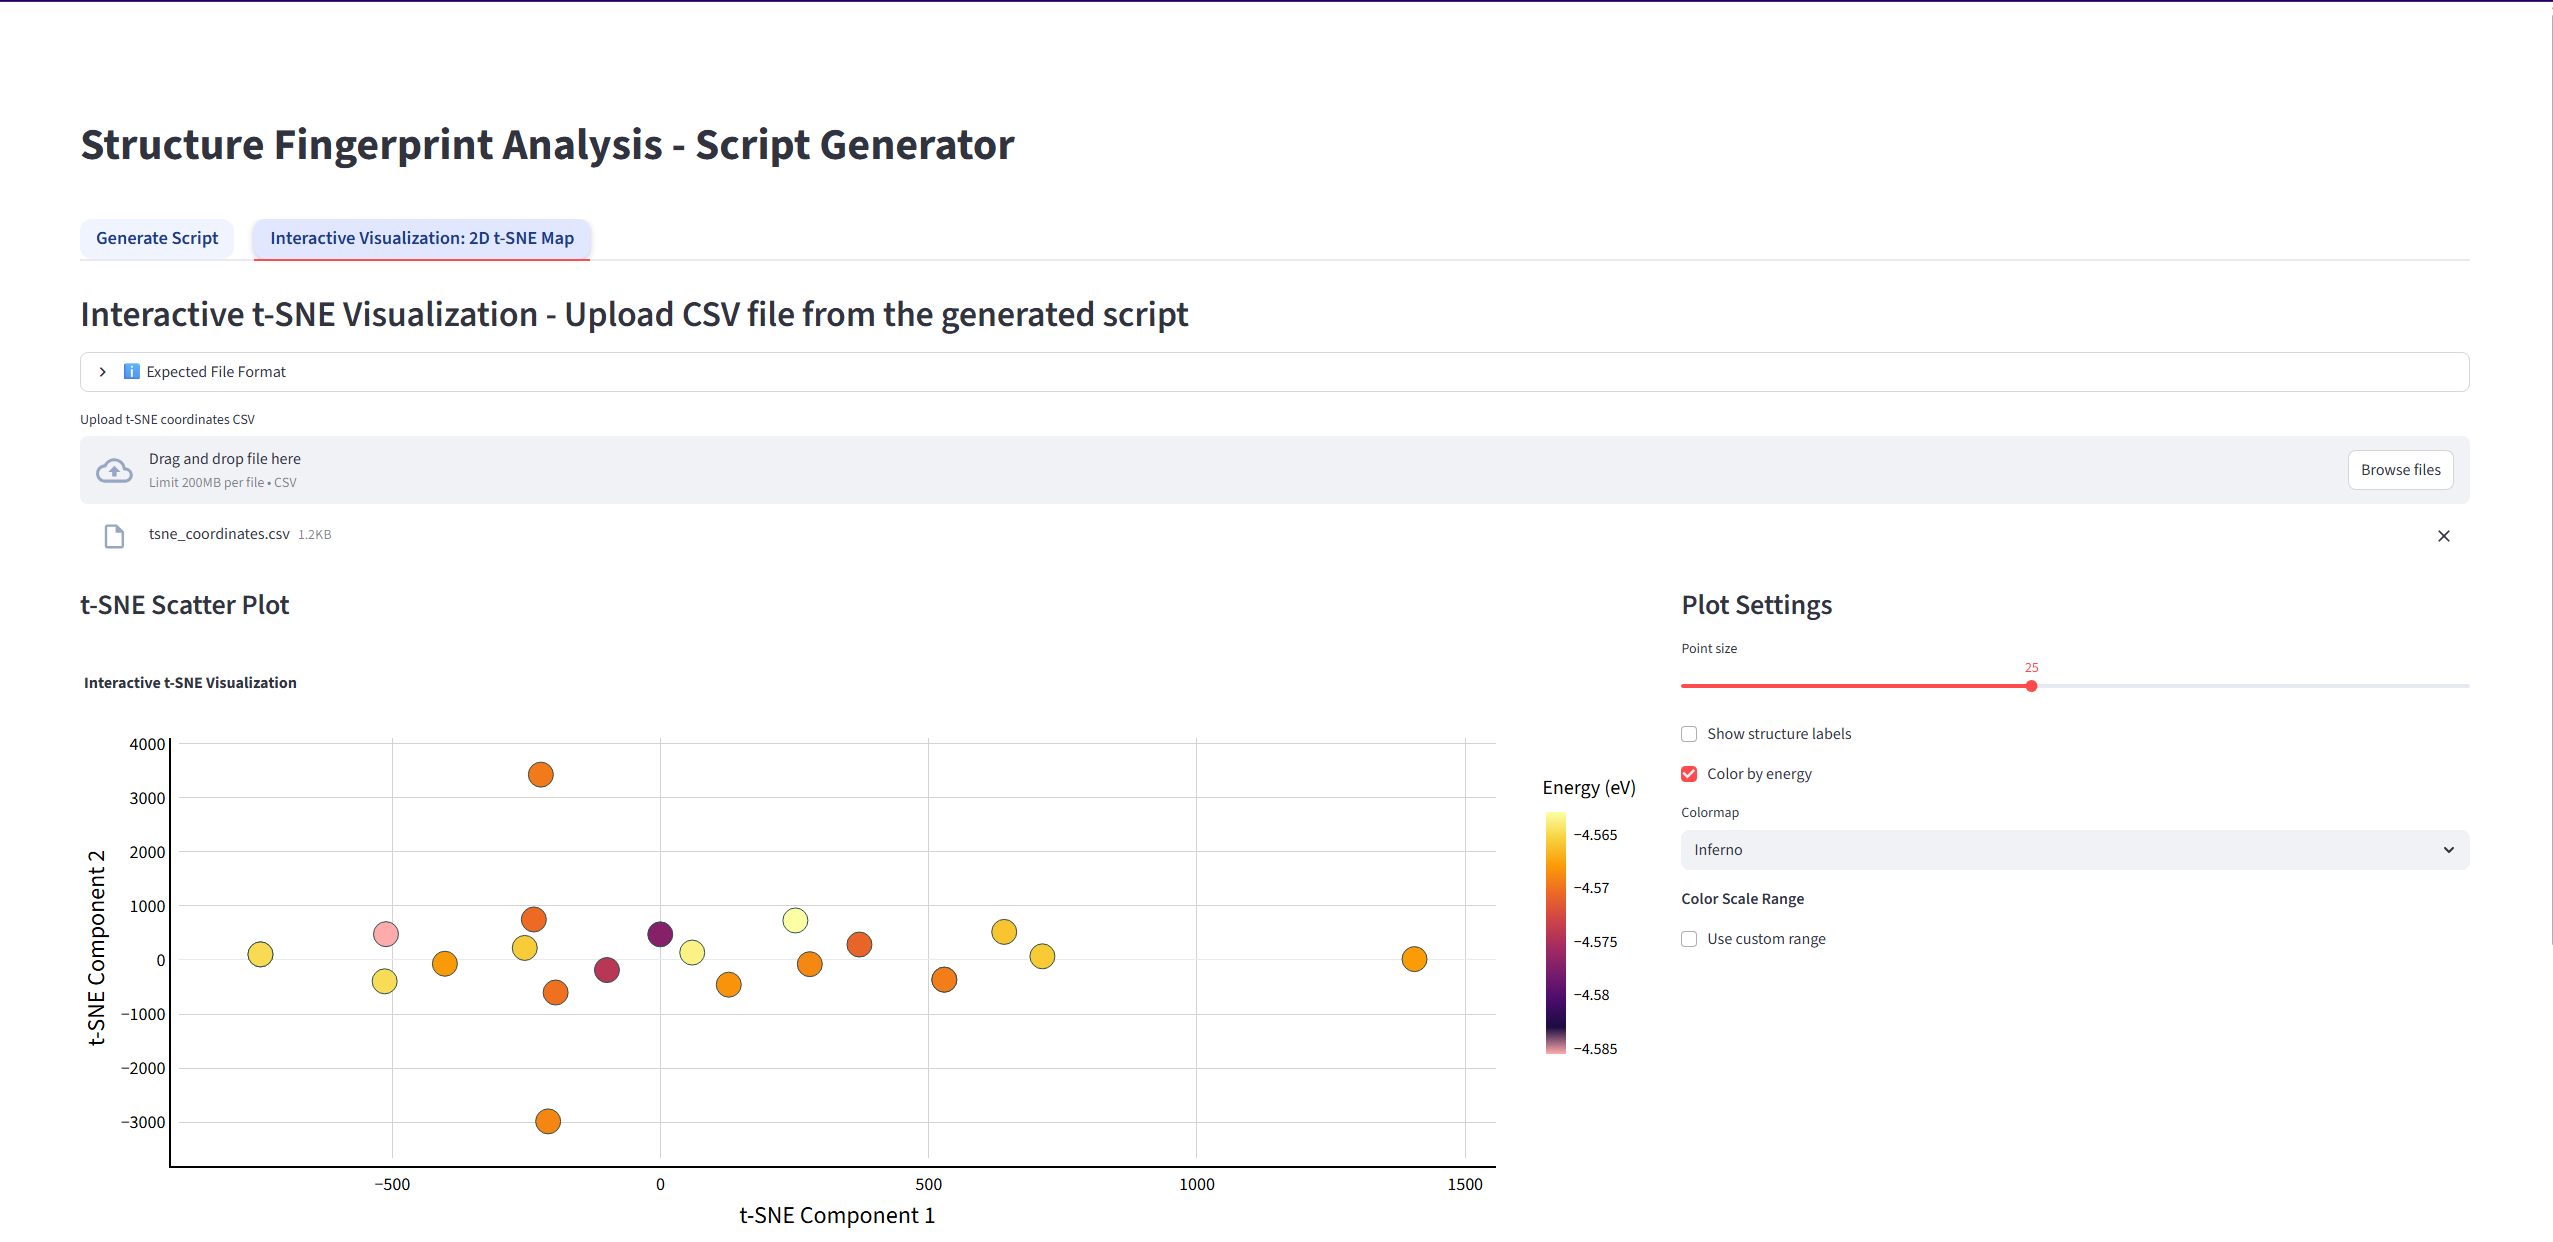 Structure Fingerprint Analysis - Script Generator
Generate Script
Interactive Visualization: 2D t-SNE Map
Interactive t-SNE Visualization - Upload CSV file from the generated script
Expected File Format
Upload t-SNE coordinates CSV
Drag and drop file here
Limit 200MB per file • CSV
Browse files
tsne_coordinates.csv 1.2KB
t-SNE Scatter Plot
Interactive t-SNE Visualization
4000
3000
2000
1000
0
−1000
−2000
−3000
t-SNE Component 2
−500
0
500
1000
1500
t-SNE Component 1
Energy (eV)
−4.565
−4.57
−4.575
−4.58
−4.585
Plot Settings
Point size
25
Show structure labels
Color by energy
Colormap
Inferno
Color Scale Range
Use custom range